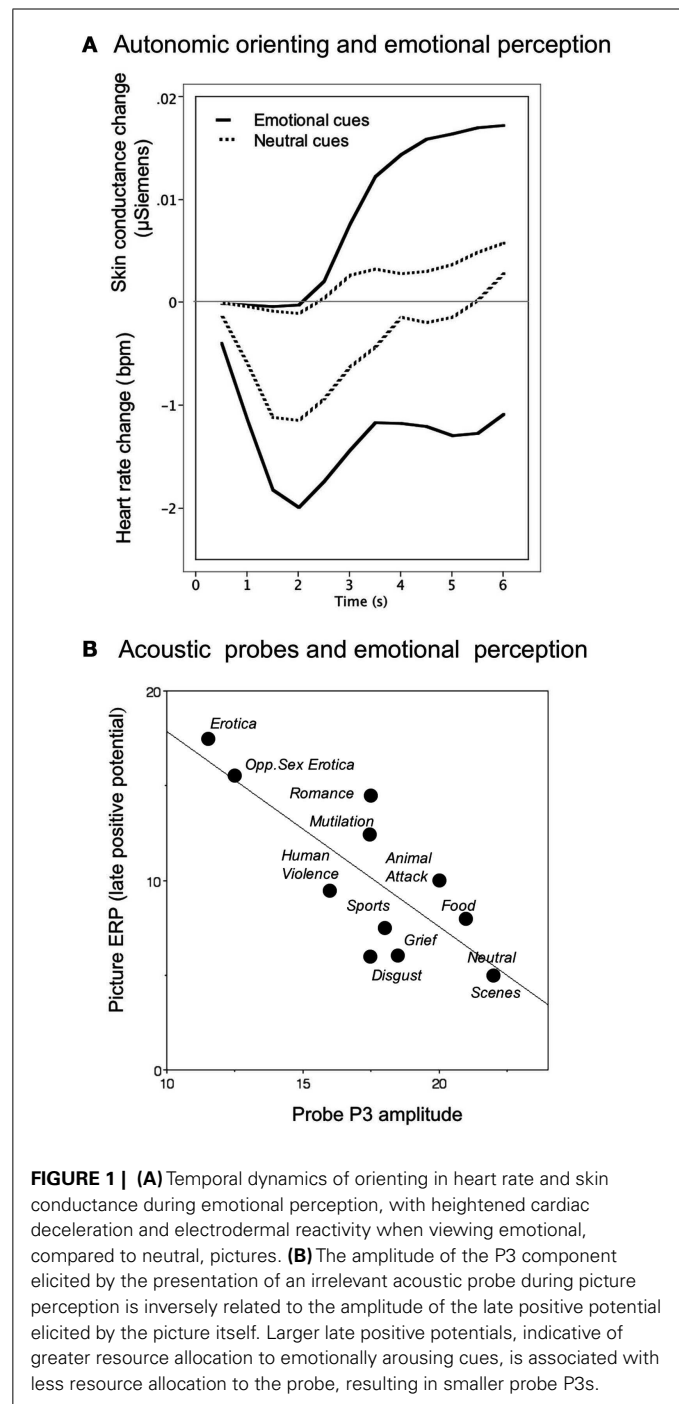 A Autonomic orienting and emotional perception
.02
.01
0
-1
-2
Skin conductance change
(µSiemens)
Heart rate change (bpm)
Emotional cues
Neutral cues
0 1 2 3 4 5 6
Time (s)
B Acoustic probes and emotional perception
20
10
0
Picture ERP (late positive potential)
Erotica
Opp.Sex Erotica
Romance
Mutilation
Human
Violence
Animal
Attack
Sports
Food
Grief
Disgust
Neutral
Scenes
10 15 20
Probe P3 amplitude
FIGURE 1 | (A) Temporal dynamics of orienting in heart rate and skin
conductance during emotional perception, with heightened cardiac
deceleration and electrodermal reactivity when viewing emotional,
compared to neutral, pictures. (B) The amplitude of the P3 component
elicited by the presentation of an irrelevant acoustic probe during picture
perception is inversely related to the amplitude of the late positive potential
elicited by the picture itself. Larger late positive potentials, indicative of
greater resource allocation to emotionally arousing cues, is associated with
less resource allocation to the probe, resulting in smaller probe P3s.